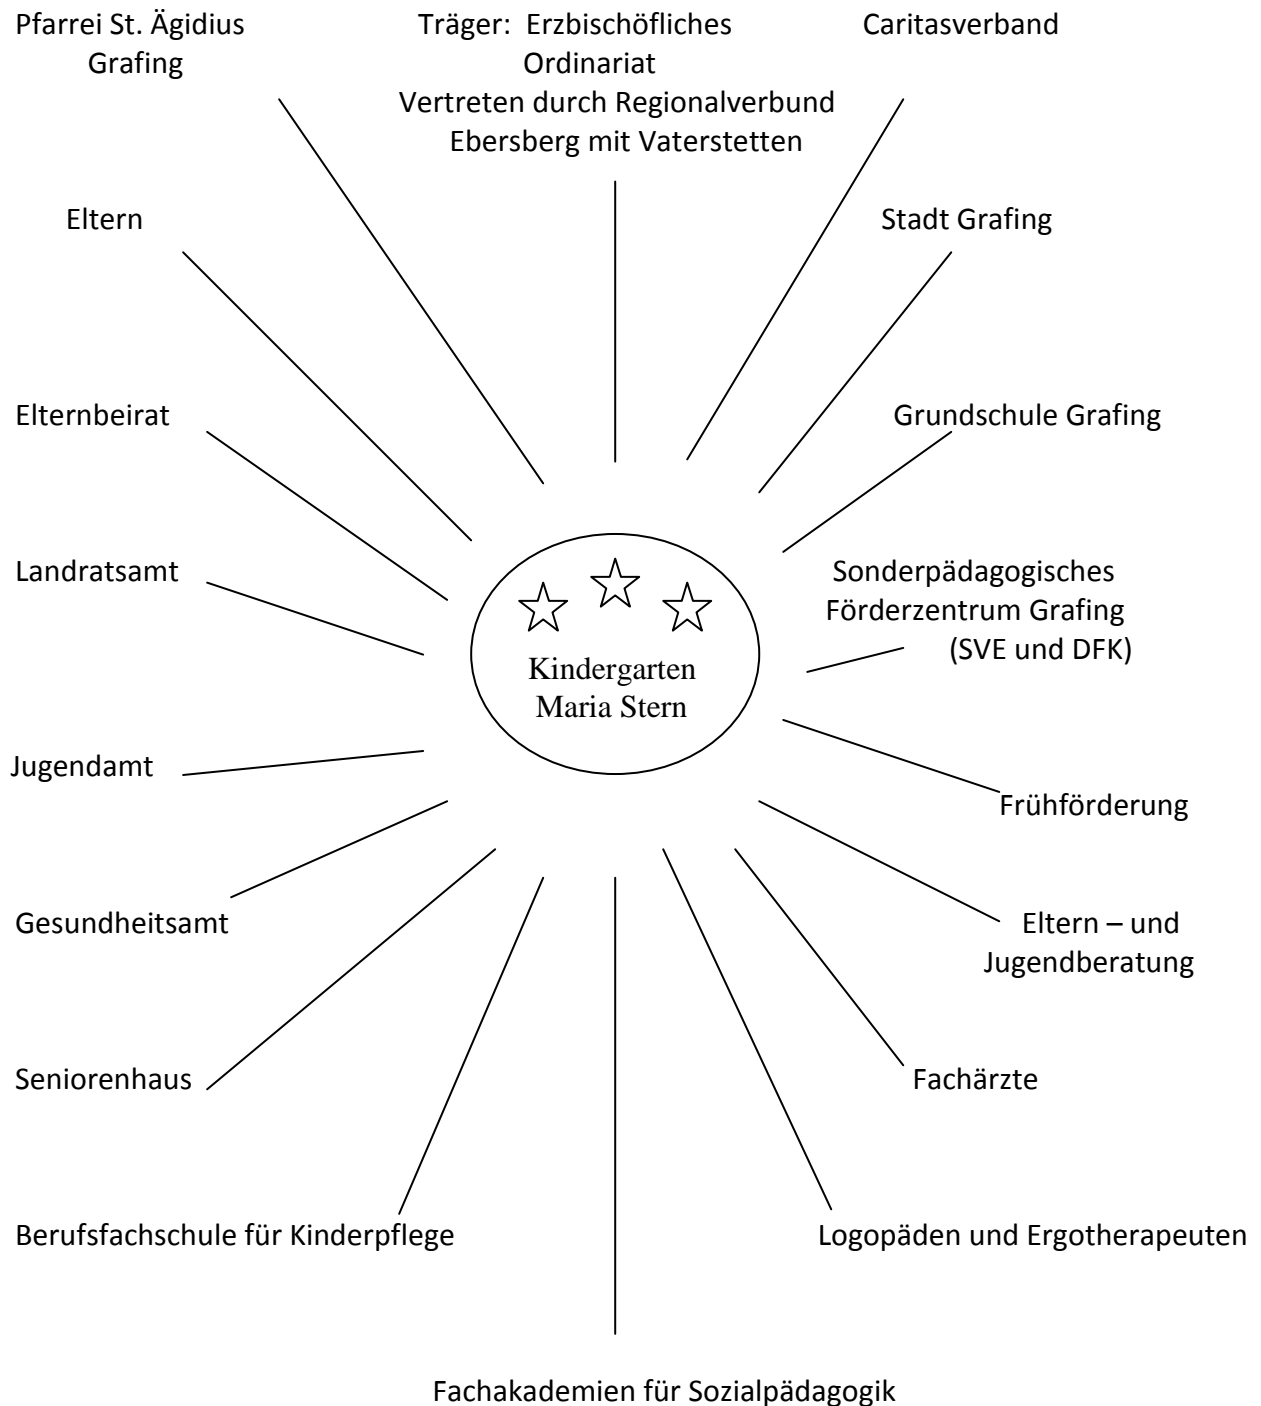 Pfarrei St. Ägidius
Grafing
Träger: Erzbischöfliches
Ordinariat
Vertreten durch Regionalverbund
Ebersberg mit Vaterstetten
Caritasverband
Eltern
Stadt Grafing
Elternbeirat
Grundschule Grafing
Landratsamt
Sonderpädagogisches
Förderzentrum Grafing
(SVE und DFK)
Kindergarten
Maria Stern
Jugendamt
Frühförderung
Gesundheitsamt
Eltern – und
Jugendberatung
Seniorenhaus
Fachärzte
Berufsfachschule für Kinderpflege
Logopäden und Ergotherapeuten
Fachakademien für Sozialpädagogik